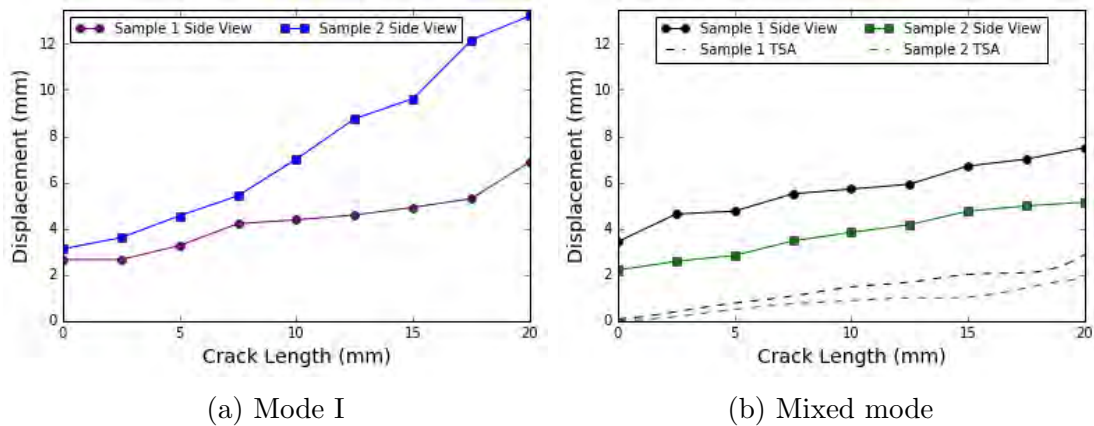 Sample 1 Side View
Sample 2 Side View
12
10
8
6
4
2
0
Displacement (mm)
0
5
10
15
20
Crack Length (mm)
(a) Mode I
Sample 1 Side View
Sample 2 Side View
Sample 1 TSA
Sample 2 TSA
12
10
8
6
4
2
0
Displacement (mm)
0
5
10
15
20
Crack Length (mm)
(b) Mixed mode